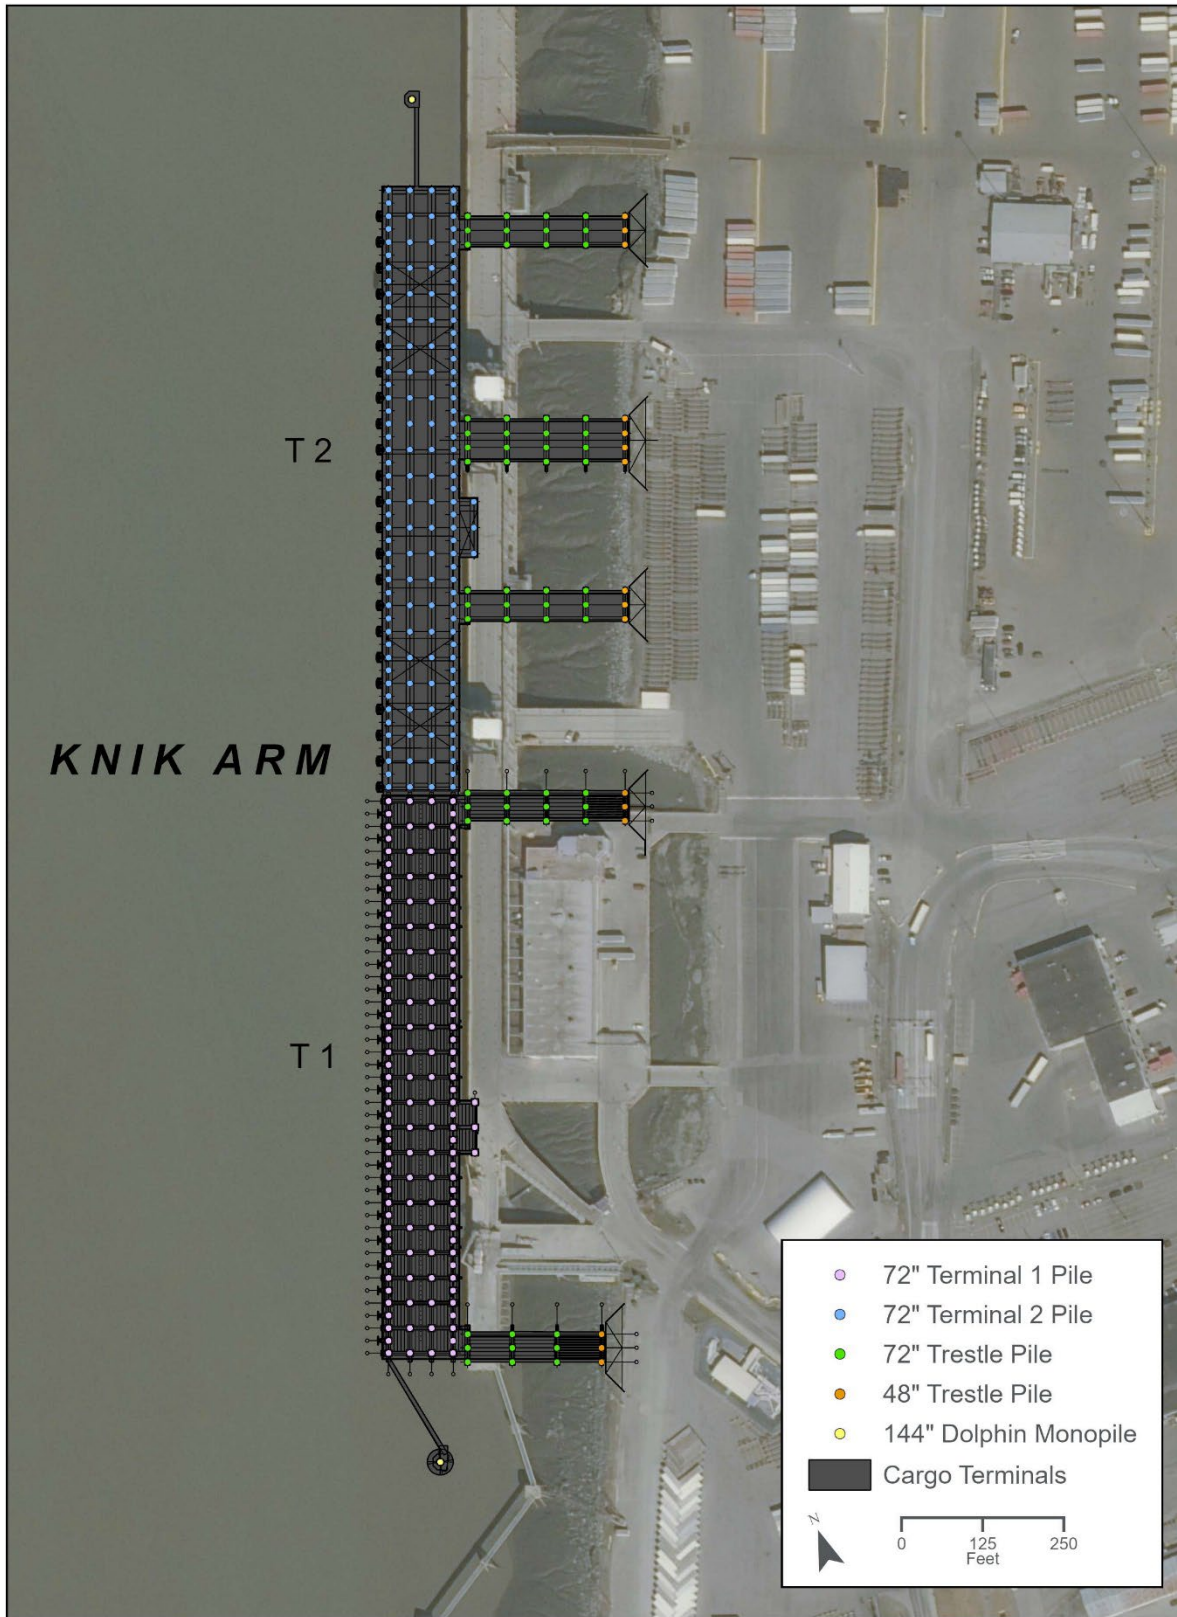 T 2
KNIK ARM
T 1
72" Terminal 1 Pile
72" Terminal 2 Pile
72" Trestle Pile
48" Trestle Pile
144" Dolphin Monopile
Cargo Terminals
N
0 125 250
Feet